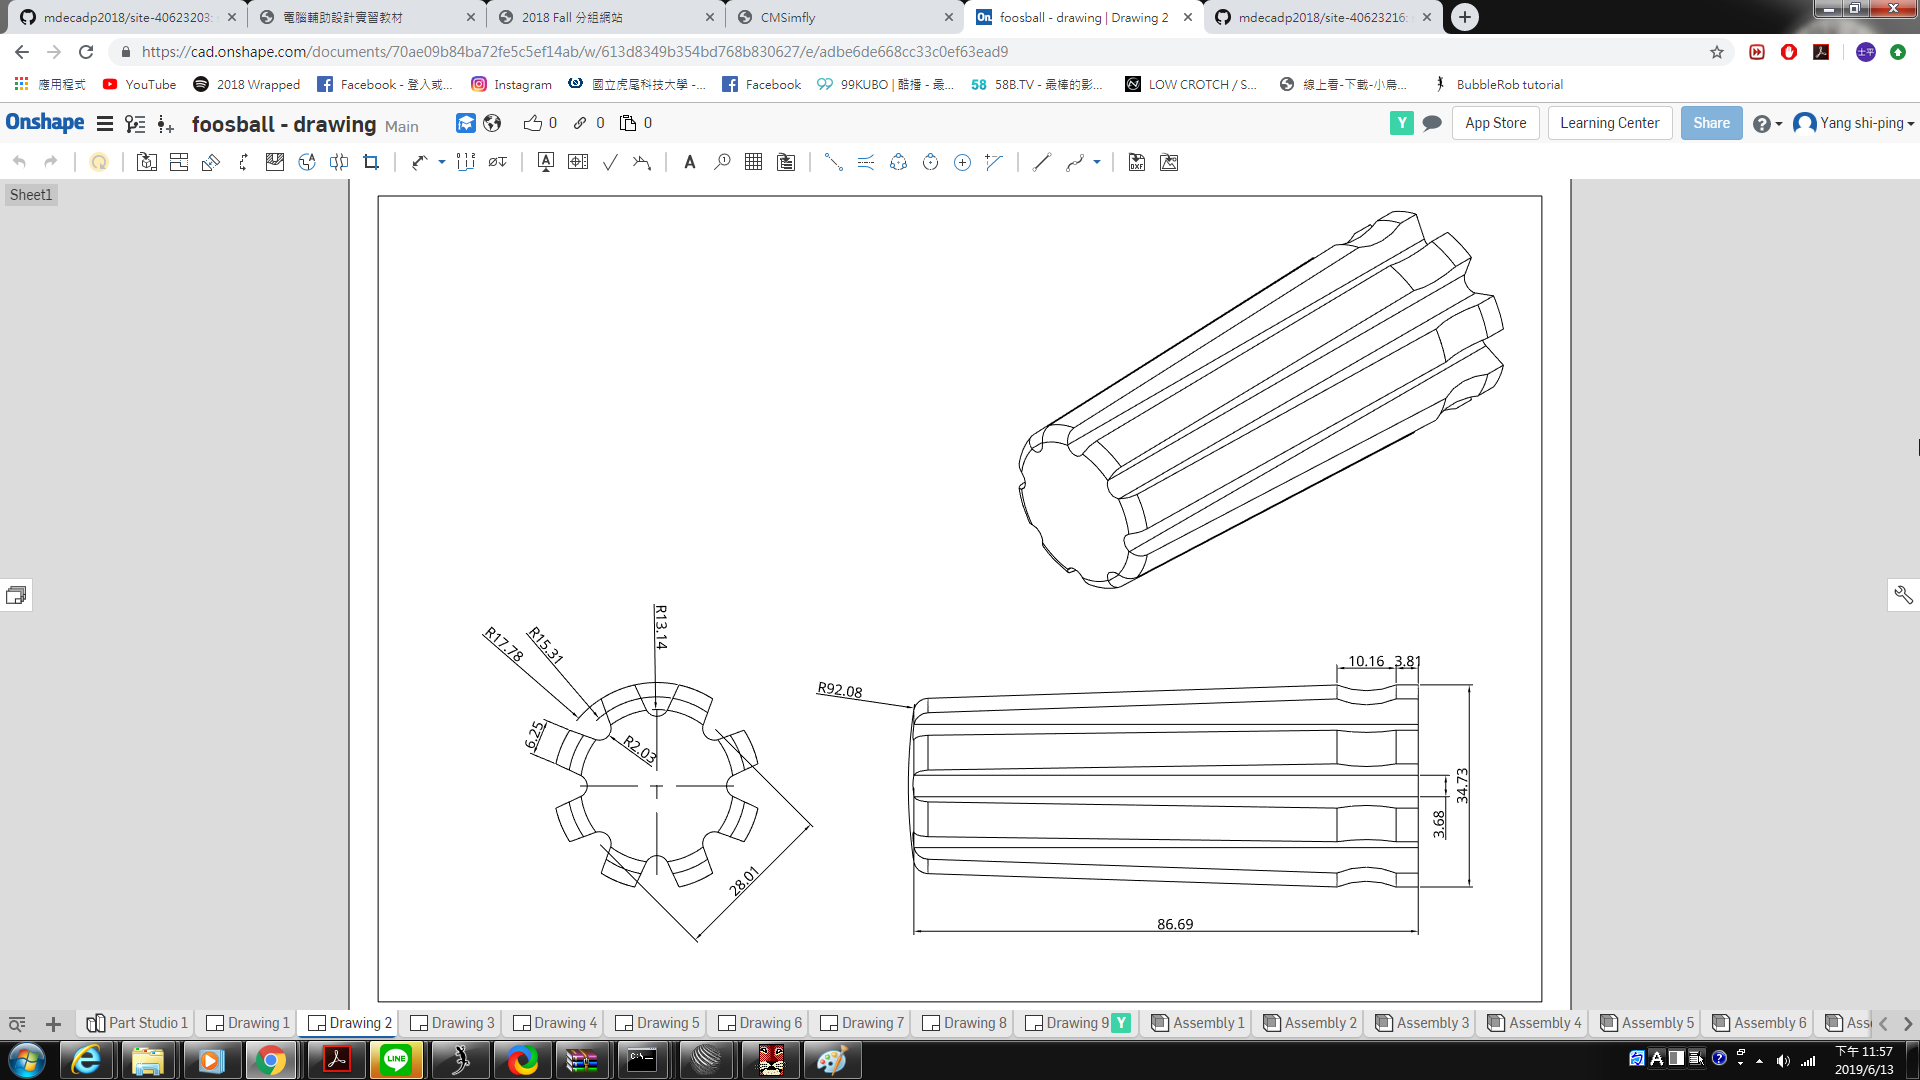 mdecadp2018/site-40623203:
電腦輔助設計實習教材
2018 Fall 分組網站
CMSimfly
On.
foosball - drawing | Drawing 2
mdecadp2018/site-40623216:
https://cad.onshape.com/documents/70ae09b84ba72fe5c5ef14ab/w/613d8349b354bd768b830627/e/adbe6de668cc33c0ef63ead9
士平
應用程式
YouTube
2018 Wrapped
Facebook - 登入或...
Instagram
國立虎尾科技大學 -...
Facebook
99KUBO | 酷播 - 最...
58
58B.TV - 最棒的影...
LOW CROTCH / S...
線上看-下載-小鳥...
BubbleRob tutorial
Onshape
foosball - drawing Main
0
0
0
Y
App Store
Learning Center
Share
Yang shi-ping
Sheet1
R17.78
R15.31
R13.14
6.25
R2.03
28.01
R92.08
10.16
3.81
34.73
3.68
86.69
Part Studio 1
Drawing 1
Drawing 2
Drawing 3
Drawing 4
Drawing 5
Drawing 6
Drawing 7
Drawing 8
Drawing 9
Y
Assembly 1
Assembly 2
Assembly 3
Assembly 4
Assembly 5
Assembly 6
Ass
LINE
A
下午 11:57
2019/6/13